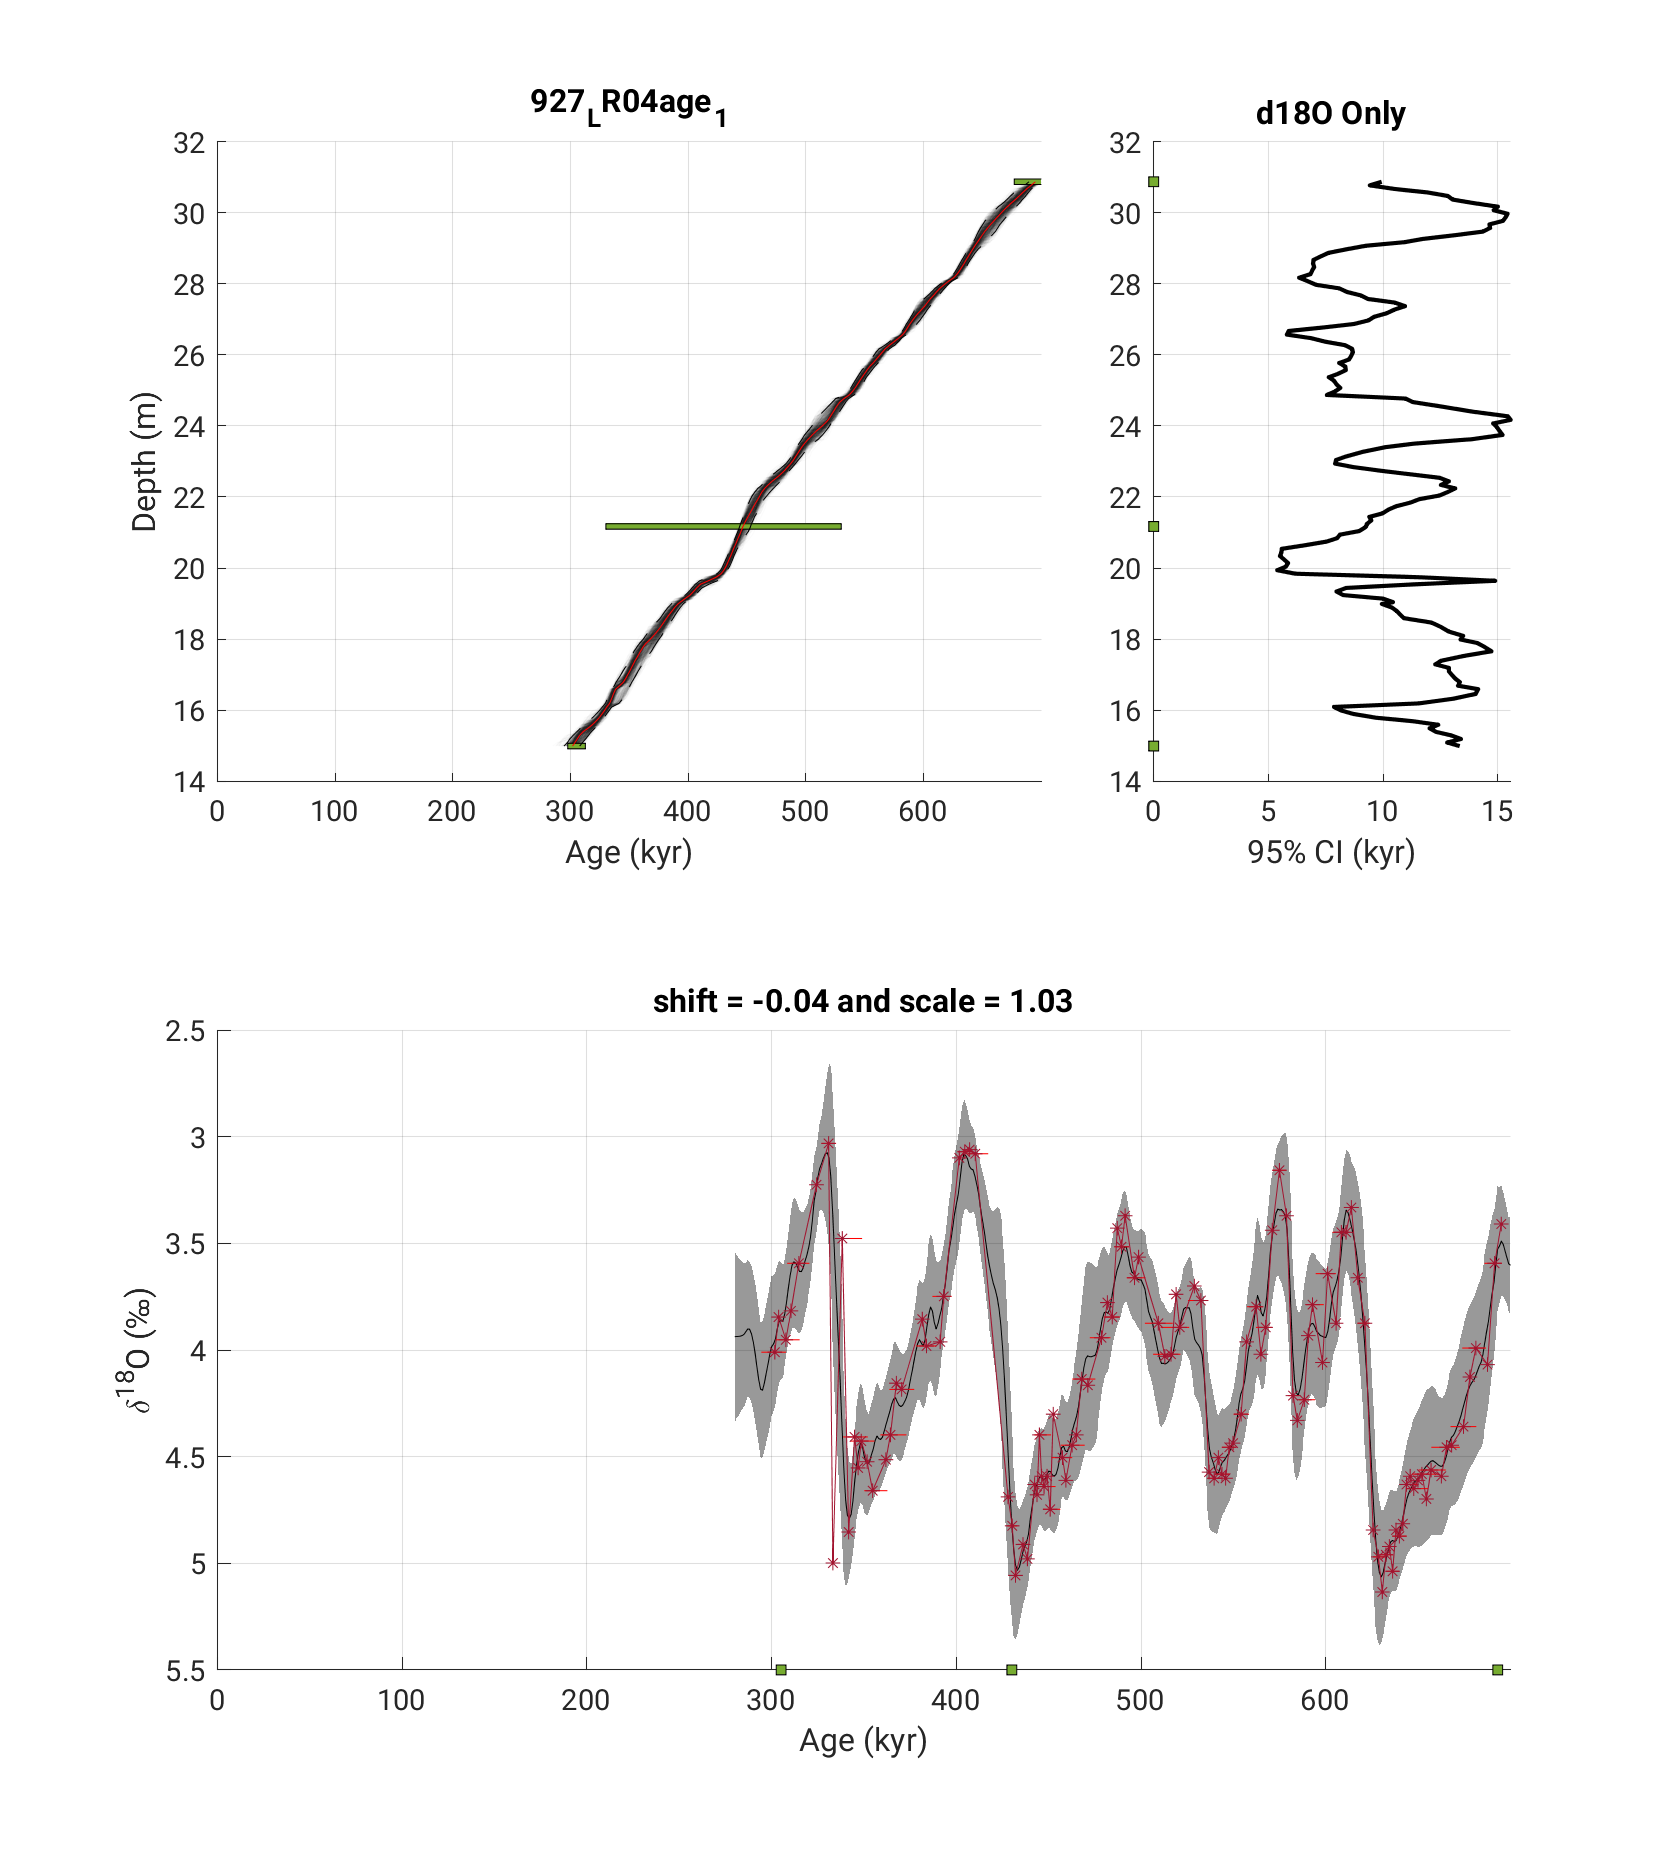 927_LR04age_1
32
30
28
26
24
22
20
18
16
14
Depth (m)
0 100 200 300 400 500 600
Age (kyr)
d18O Only
32
30
28
26
24
22
20
18
16
14
0 5 10 15
95% CI (kyr)
shift = -0.04 and scale = 1.03
2.5
3
3.5
4
4.5
5
5.5
δ18O (‰)
0 100 200 300 400 500 600
Age (kyr)